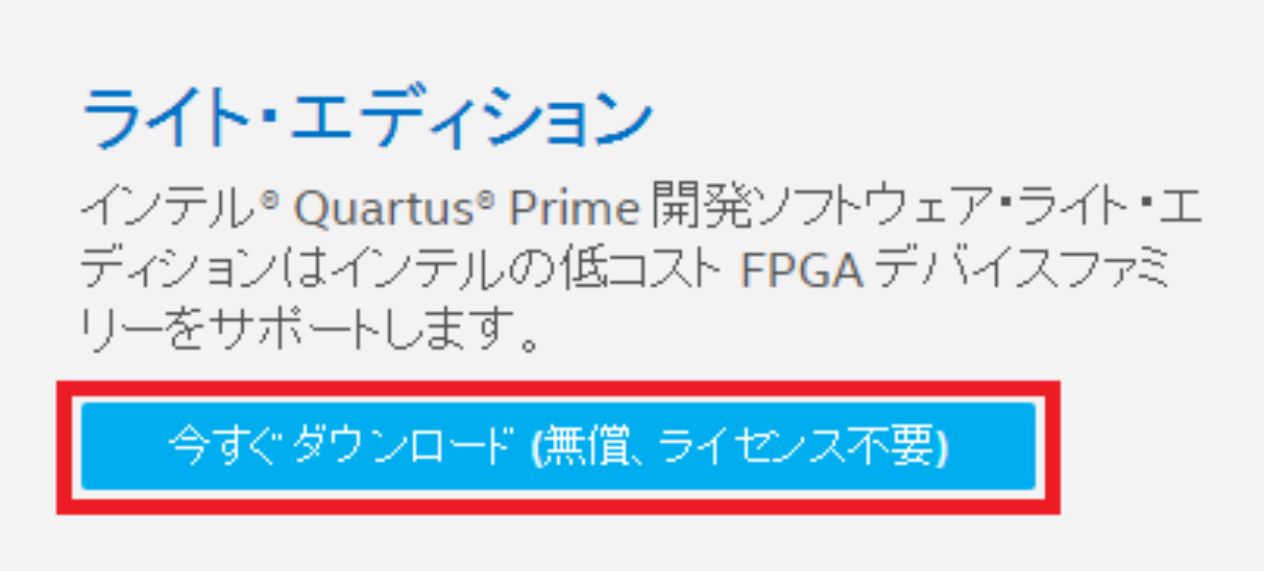 ライト・エディション
インテル® Quartus® Prime 開発ソフトウェア・ライト・エ
ディションはインテルの低コスト FPGA デバイスファミ
リーをサポートします。
今すぐダウンロード (無償、ライセンス不要)